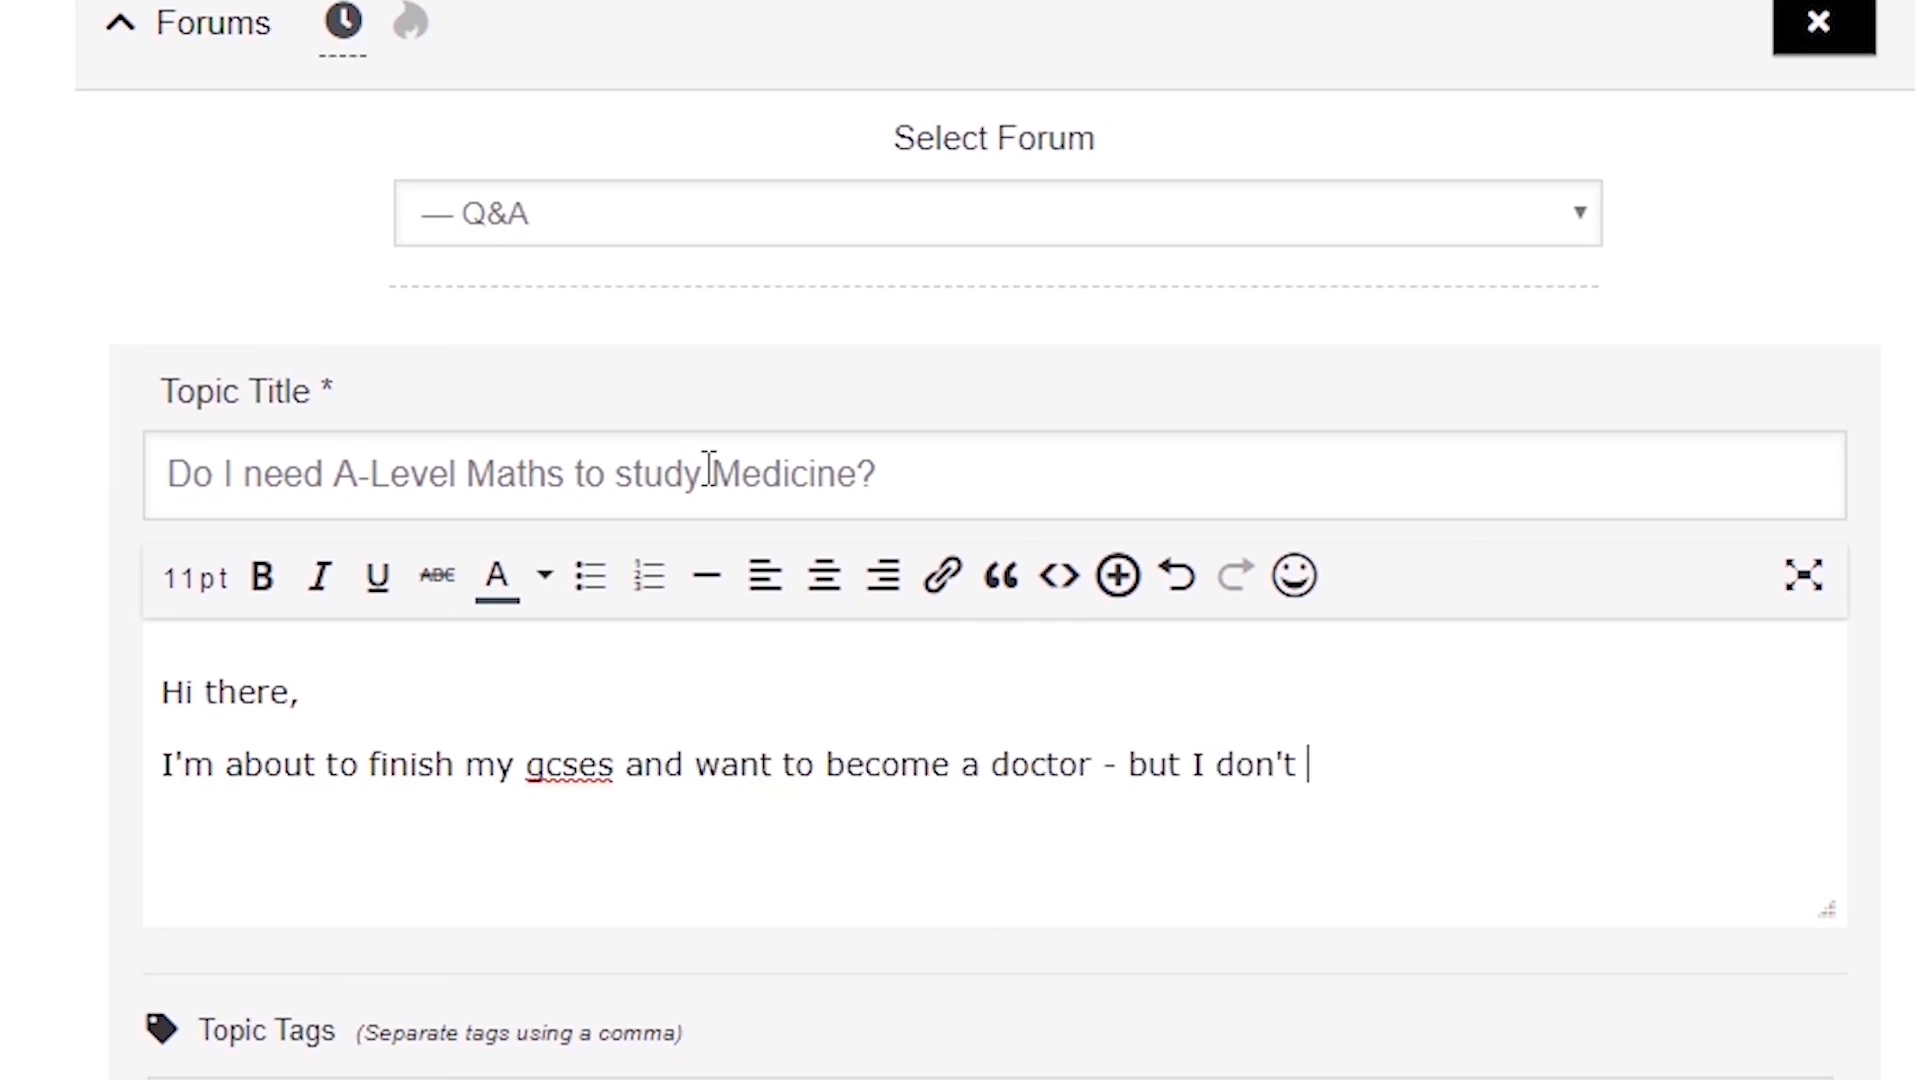 Forums
Select Forum
— Q&A
Topic Title *
Do I need A-Level Maths to study Medicine?
11pt B I U ABC A
Hi there,
I'm about to finish my gcses and want to become a doctor - but I don't
Topic Tags (Separate tags using a comma)